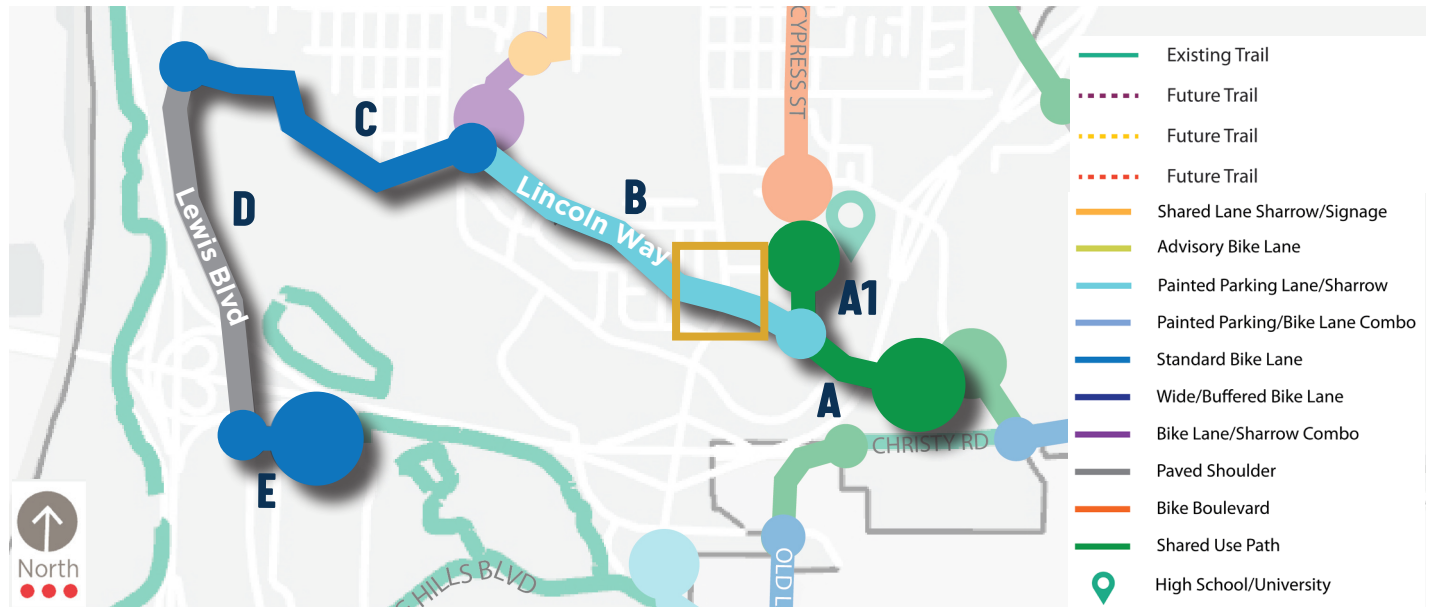 CYPRESS ST
C
D
Lewis Blvd
B
Lincoln Way
A1
A
E
CHRISTY RD
OLD L
HILLS BLVD
North
Existing Trail
Future Trail
Future Trail
Future Trail
Shared Lane Sharrow/Signage
Advisory Bike Lane
Painted Parking Lane/Sharrow
Painted Parking/Bike Lane Combo
Standard Bike Lane
Wide/Buffered Bike Lane
Bike Lane/Sharrow Combo
Paved Shoulder
Bike Boulevard
Shared Use Path
High School/University